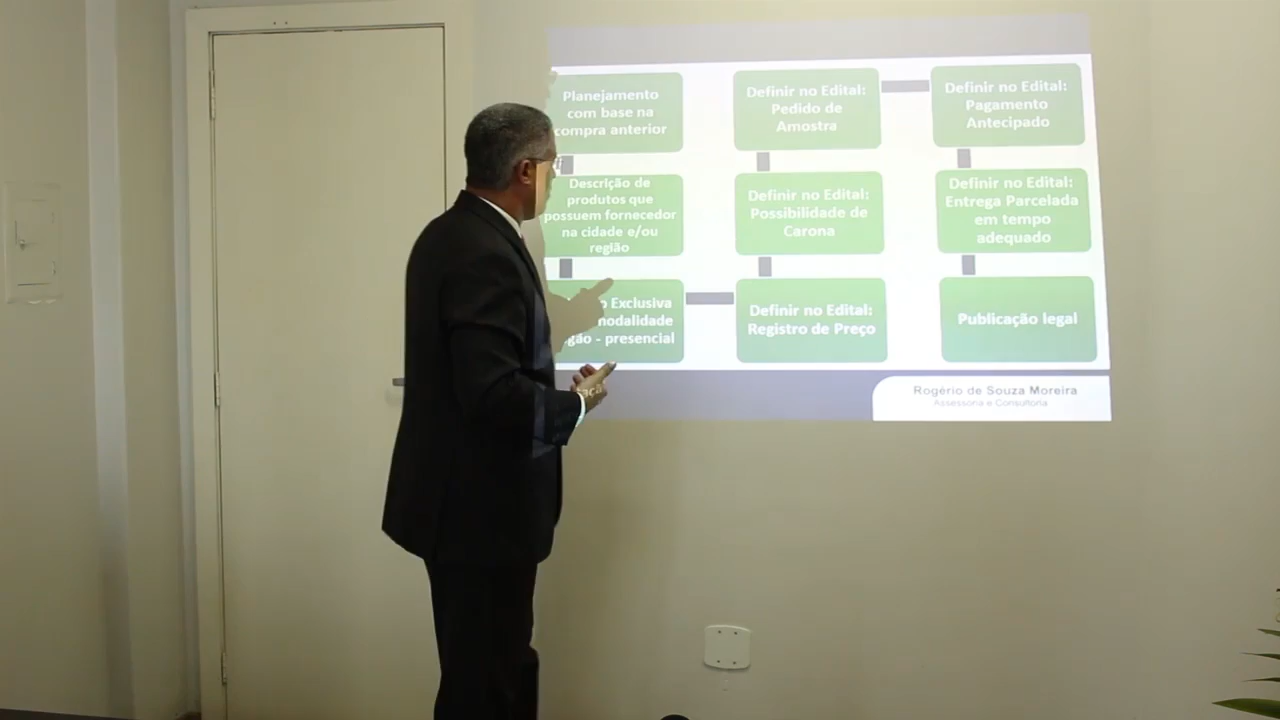 Planejamento
com base na
compra anterior
Descrição de
produtos que
possuem fornecedor
na cidade e/ou
região
Exclusiva
- presencial
Definir no Edital:
Registro de Preço
Definir no Edital:
Possibilidade de
Carona
Definir no Edital:
Pedido de
Amostra
Definir no Edital:
Pagamento
Antecipado
Definir no Edital:
Entrega Parcelada
em tempo
adequado
Publicação legal
Rogério de Souza Moreira
Assessoria e Consultoria